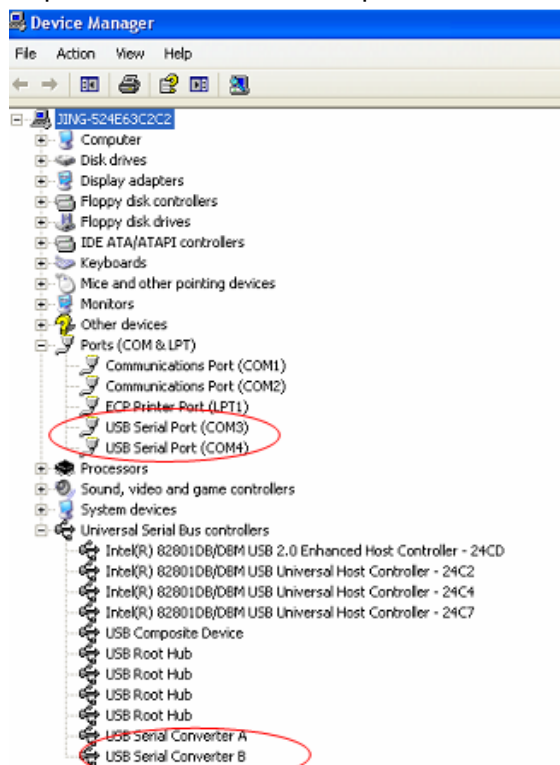 Device Manager
File Action View Help
JING-524E63C2C2
Computer
Disk drives
Display adapters
Floppy disk controllers
Floppy disk drives
IDE ATA/ATAPI controllers
Keyboards
Mice and other pointing devices
Monitors
Other devices
Ports (COM & LPT)
Communications Port (COM1)
Communications Port (COM2)
ECP Printer Port (LPT1)
USB Serial Port (COM3)
USB Serial Port (COM4)
Processors
Sound, video and game controllers
System devices
Universal Serial Bus controllers
Intel(R) 82801DB/DBM USB 2.0 Enhanced Host Controller - 24CD
Intel(R) 82801DB/DBM USB Universal Host Controller - 24C2
Intel(R) 82801DB/DBM USB Universal Host Controller - 24C4
Intel(R) 82801DB/DBM USB Universal Host Controller - 24C7
USB Composite Device
USB Root Hub
USB Root Hub
USB Root Hub
USB Root Hub
USB Serial Converter A
USB Serial Converter B